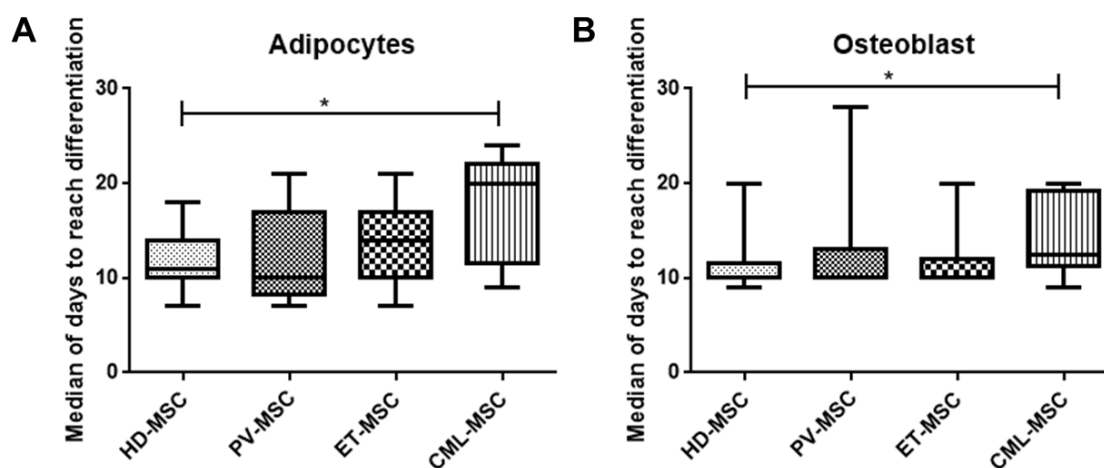 A
Adipocytes
Median of days to reach differentiation
30
20
10
0
*
HD-MSC
PV-MSC
ET-MSC
CML-MSC
B
Osteoblast
Median of days to reach differentiation
30
20
10
0
*
HD-MSC
PV-MSC
ET-MSC
CML-MSC